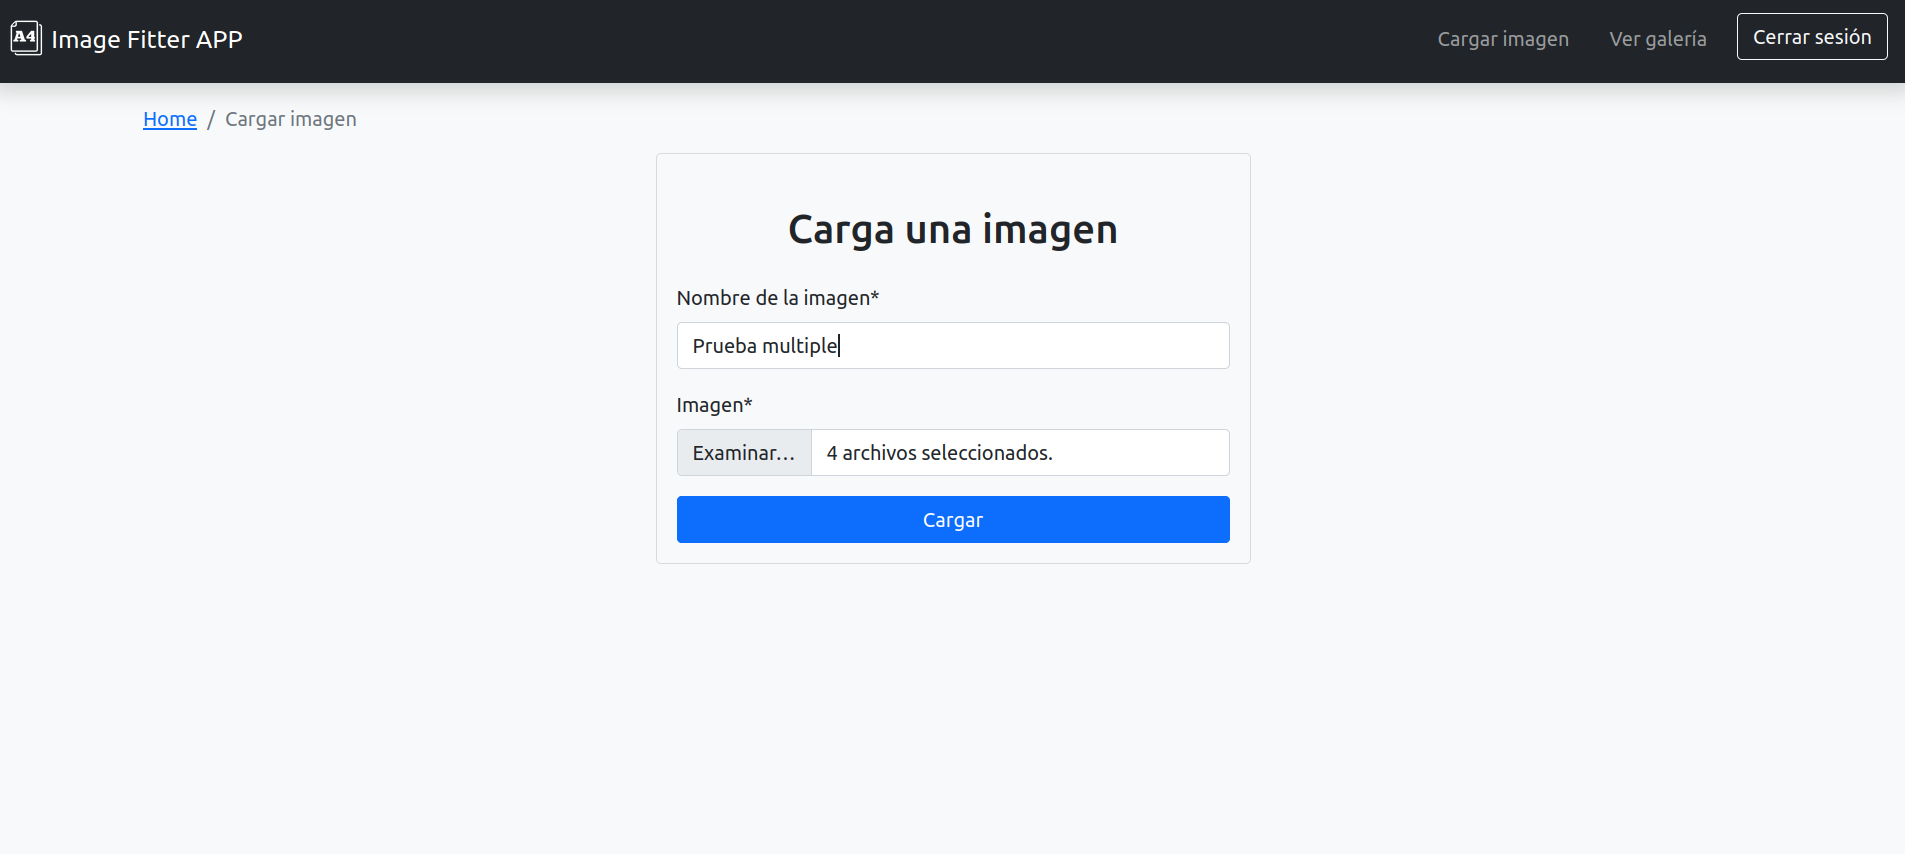 A4 Image Fitter APP
Cargar imagen Ver galería Cerrar sesión
Home / Cargar imagen
Carga una imagen
Nombre de la imagen*
Prueba multiple
Imagen*
Examinar... 4 archivos seleccionados.
Cargar